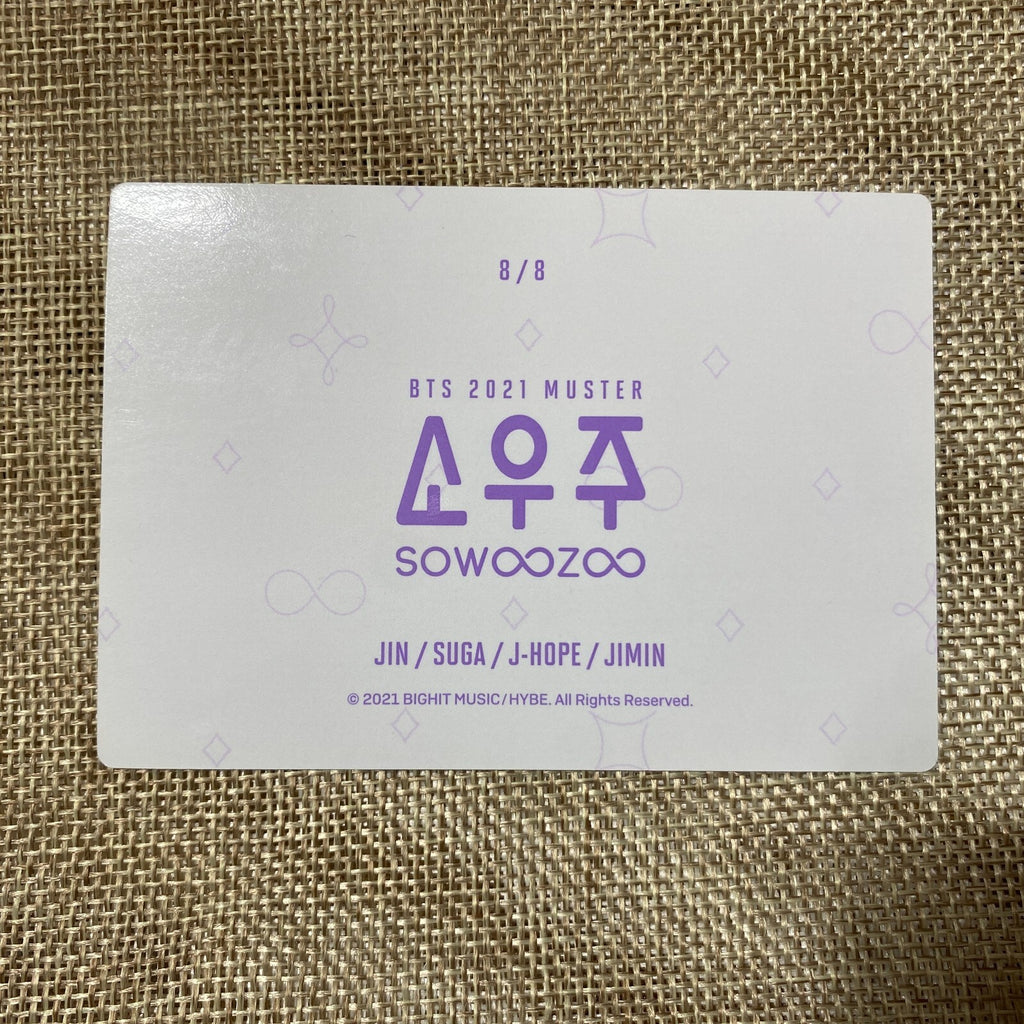 8/8
BTS 2021 MUSTER
소우주
SOWOOZOO
JIN / SUGA / J-HOPE / JIMIN
© 2021 BIGHIT MUSIC/HYBE. All Rights Reserved.